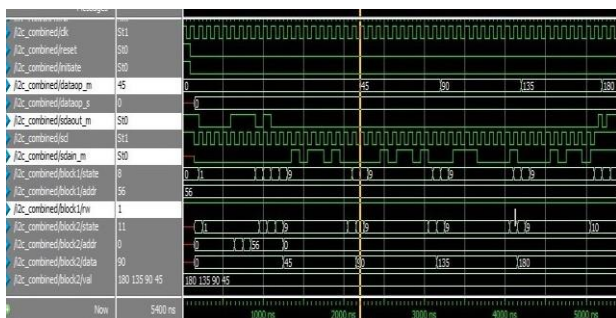 Messages
/i2c_combined/clk St1
/i2c_combined/reset St0
/i2c_combined/initiate St0
/i2c_combined/dataop_m 45 0 45 90 135 180
/i2c_combined/dataop_s 0 0
/i2c_combined/sdaout_m St0
/i2c_combined/scl St1
/i2c_combined/sdain_m St0
/i2c_combined/block1/state 8 0 1 9 9 9 9
/i2c_combined/block1/addr 56 56
/i2c_combined/block1/rw 1
/i2c_combined/block2/state 11 1 9 9 9 9 10
/i2c_combined/block2/addr 0 0 56 0
/i2c_combined/block2/data 90 0 45 90 135 180
/i2c_combined/block2/val 180 135 90 45 180 135 90 45
Now 5400 ns 1000 ns 2000 ns 3000 ns 4000 ns 5000 ns